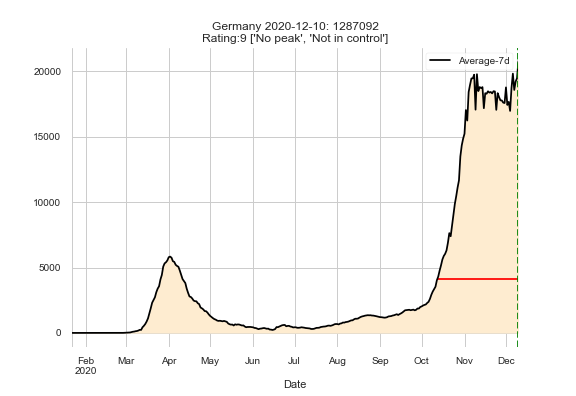 Germany 2020-12-10: 1287092
Rating:9 ['No peak', 'Not in control']
Average-7d
20000
15000
10000
5000
0
Feb Mar Apr May Jun Jul Aug Sep Oct Nov Dec
2020
Date